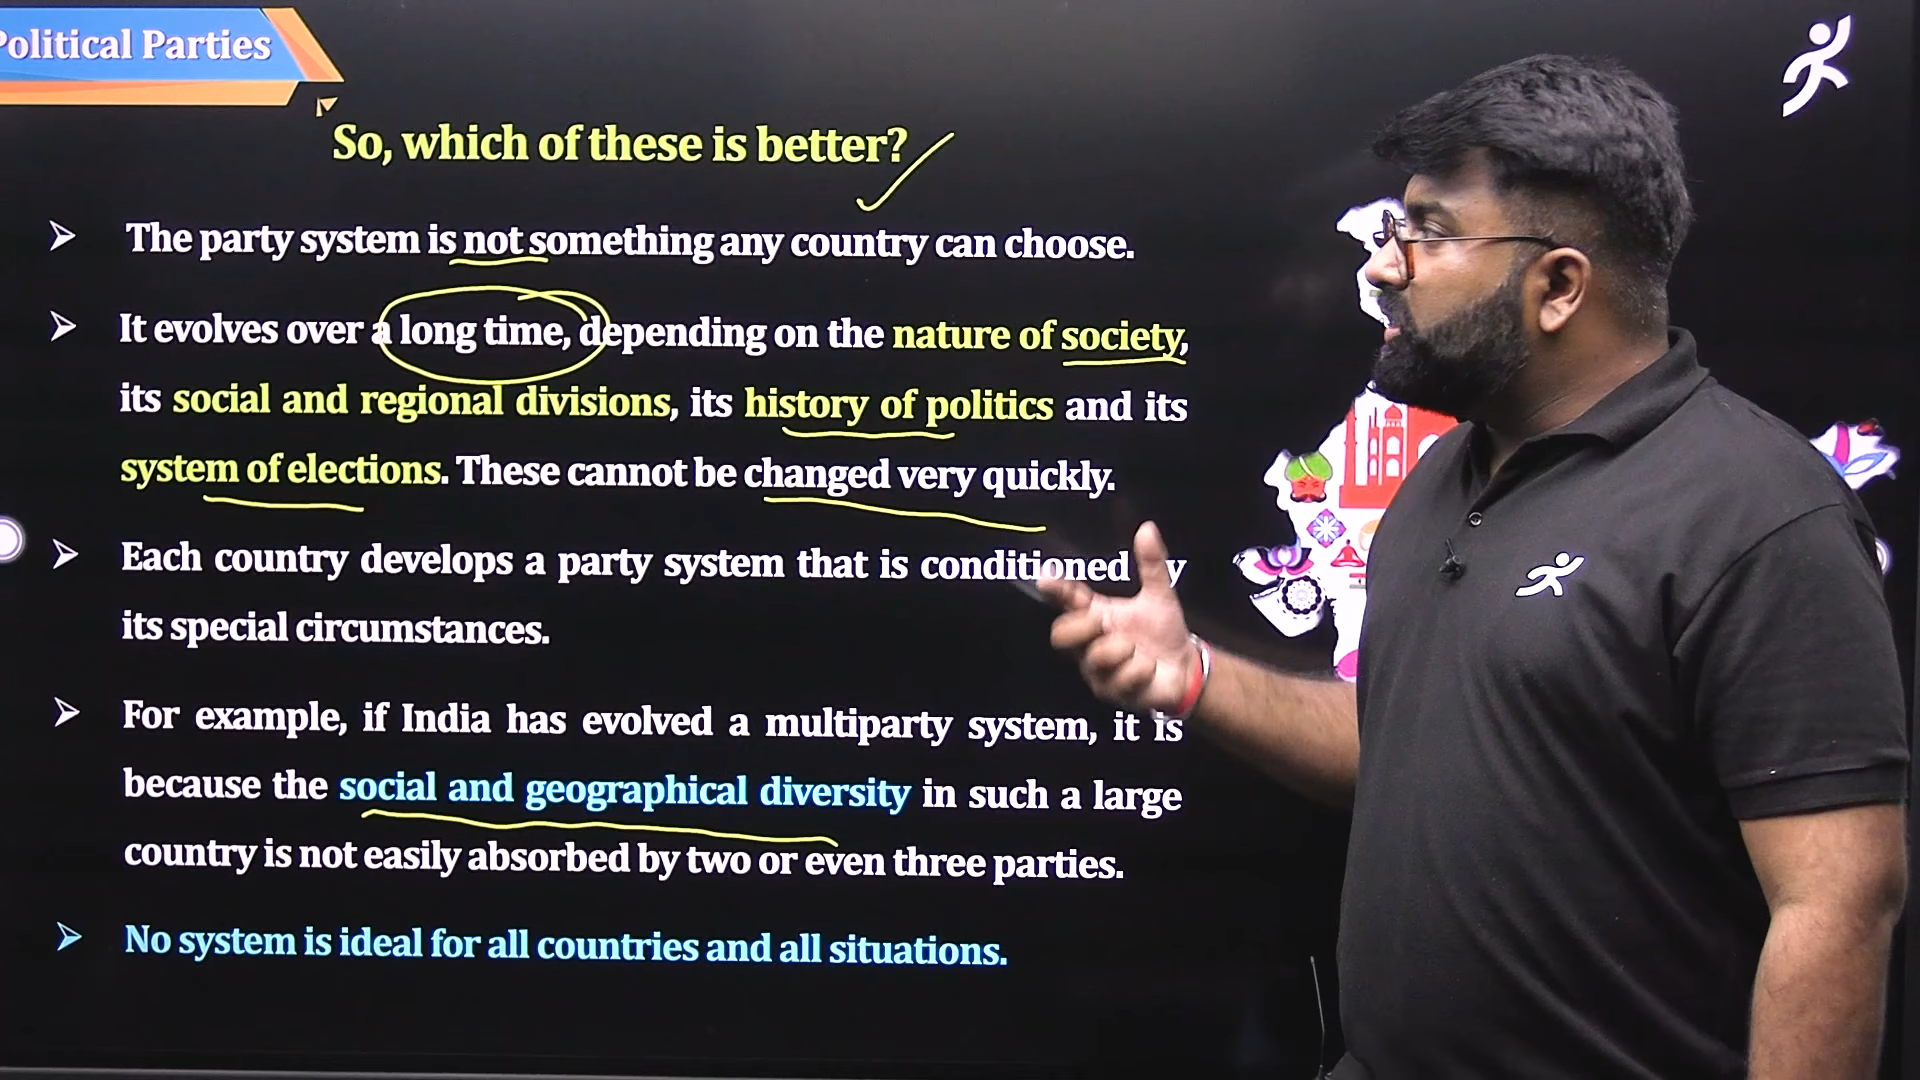 Political Parties
So, which of these is better?
The party system is not something any country can choose.
It evolves over a long time, depending on the nature of society,
its social and regional divisions, its history of politics and its
system of elections. These cannot be changed very quickly.
Each country develops a party system that is conditioned
its special circumstances.
For example, if India has evolved a multiparty system, it is
because the social and geographical diversity in such a large
country is not easily absorbed by two or even three parties.
No system is ideal for all countries and all situations.